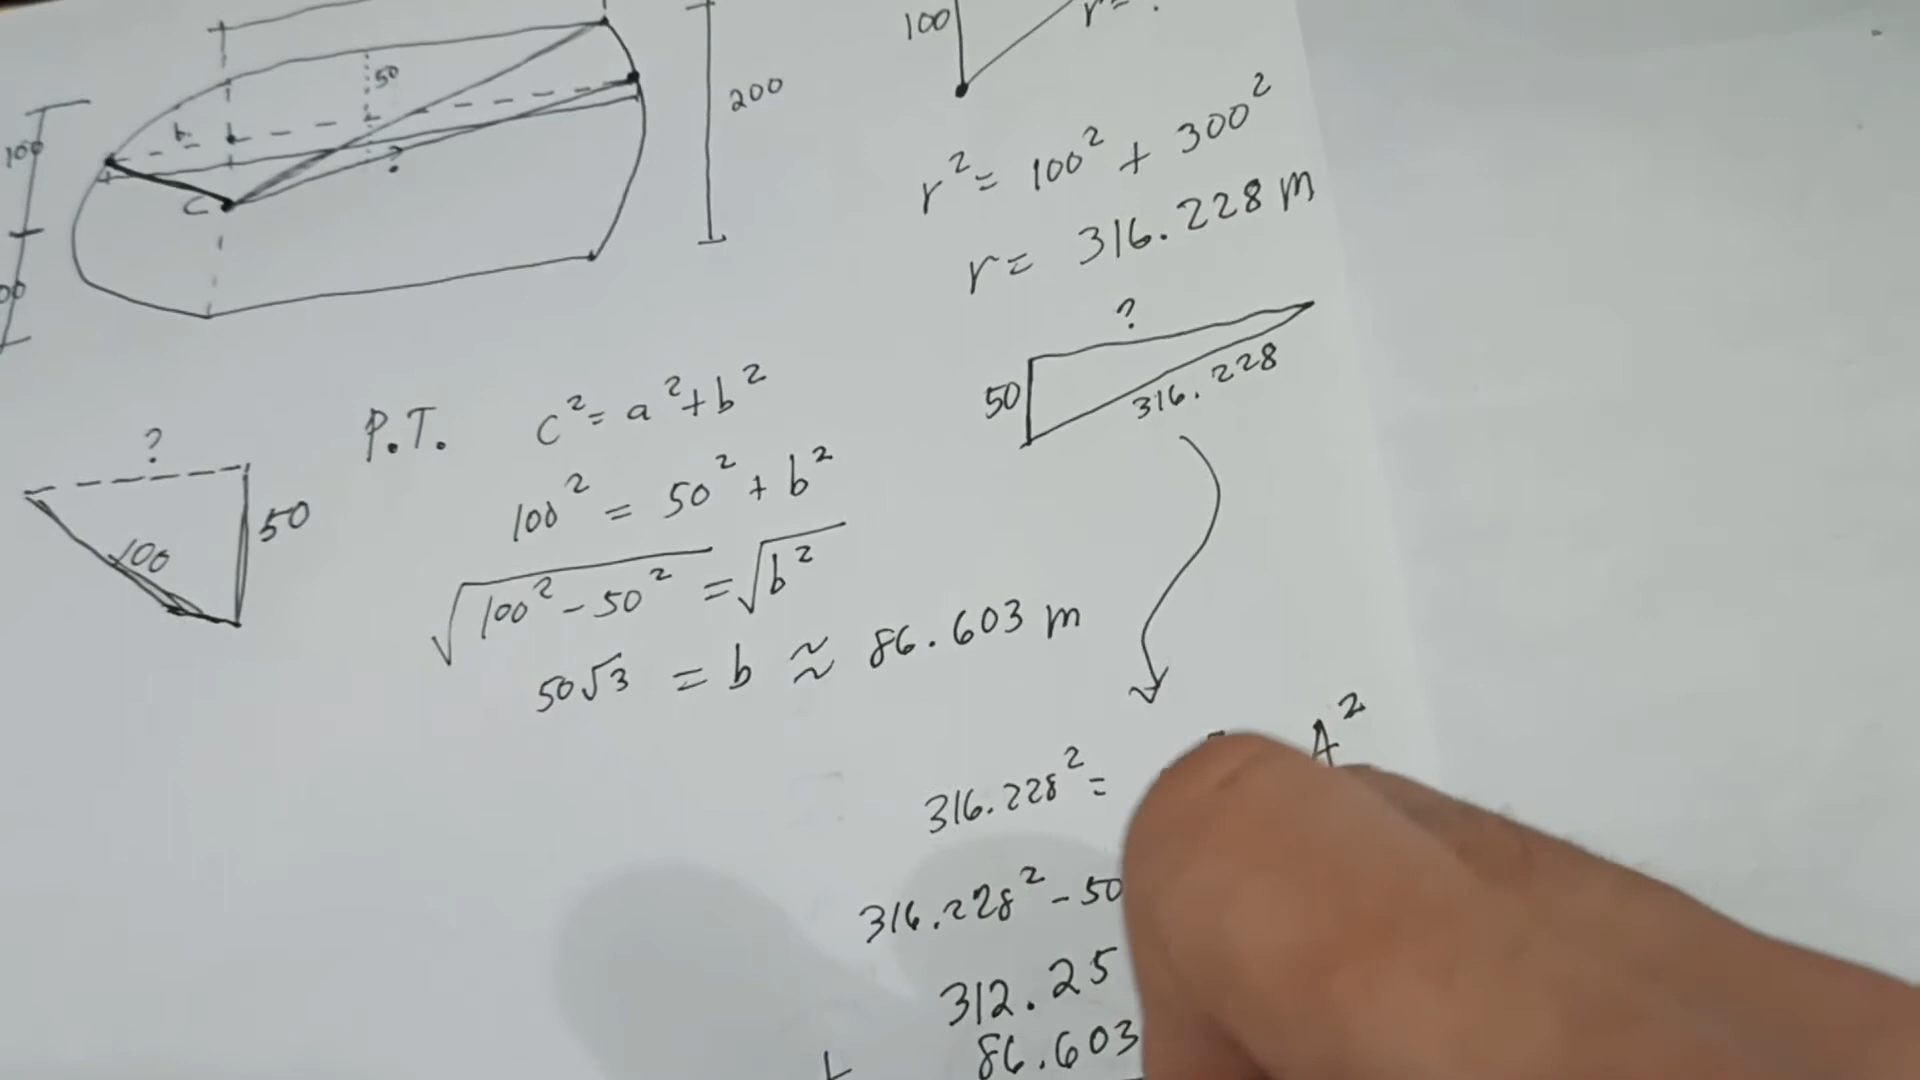 100
50
b
?
C
200
100
r² = 100² + 300²
r = 316.228 m
?
50
316.228
?
50
100
P.T. c² = a² + b²
100² = 50² + b²
√100² - 50² = √b²
50√3 = b ≈ 86.603 m
316.228² =
A²
316.228² - 50
312.25
86.603